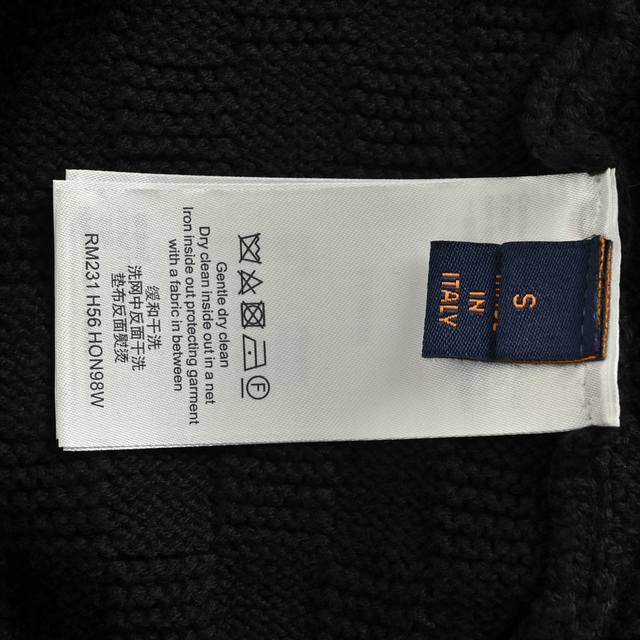 S
IN
ITALY
Gentle dry clean
Dry clean inside out in a net
Iron inside out protecting garment
with a fabric in between
缓和干洗
洗网中反面干洗
垫布反面熨烫
RM231 H56 HON98W